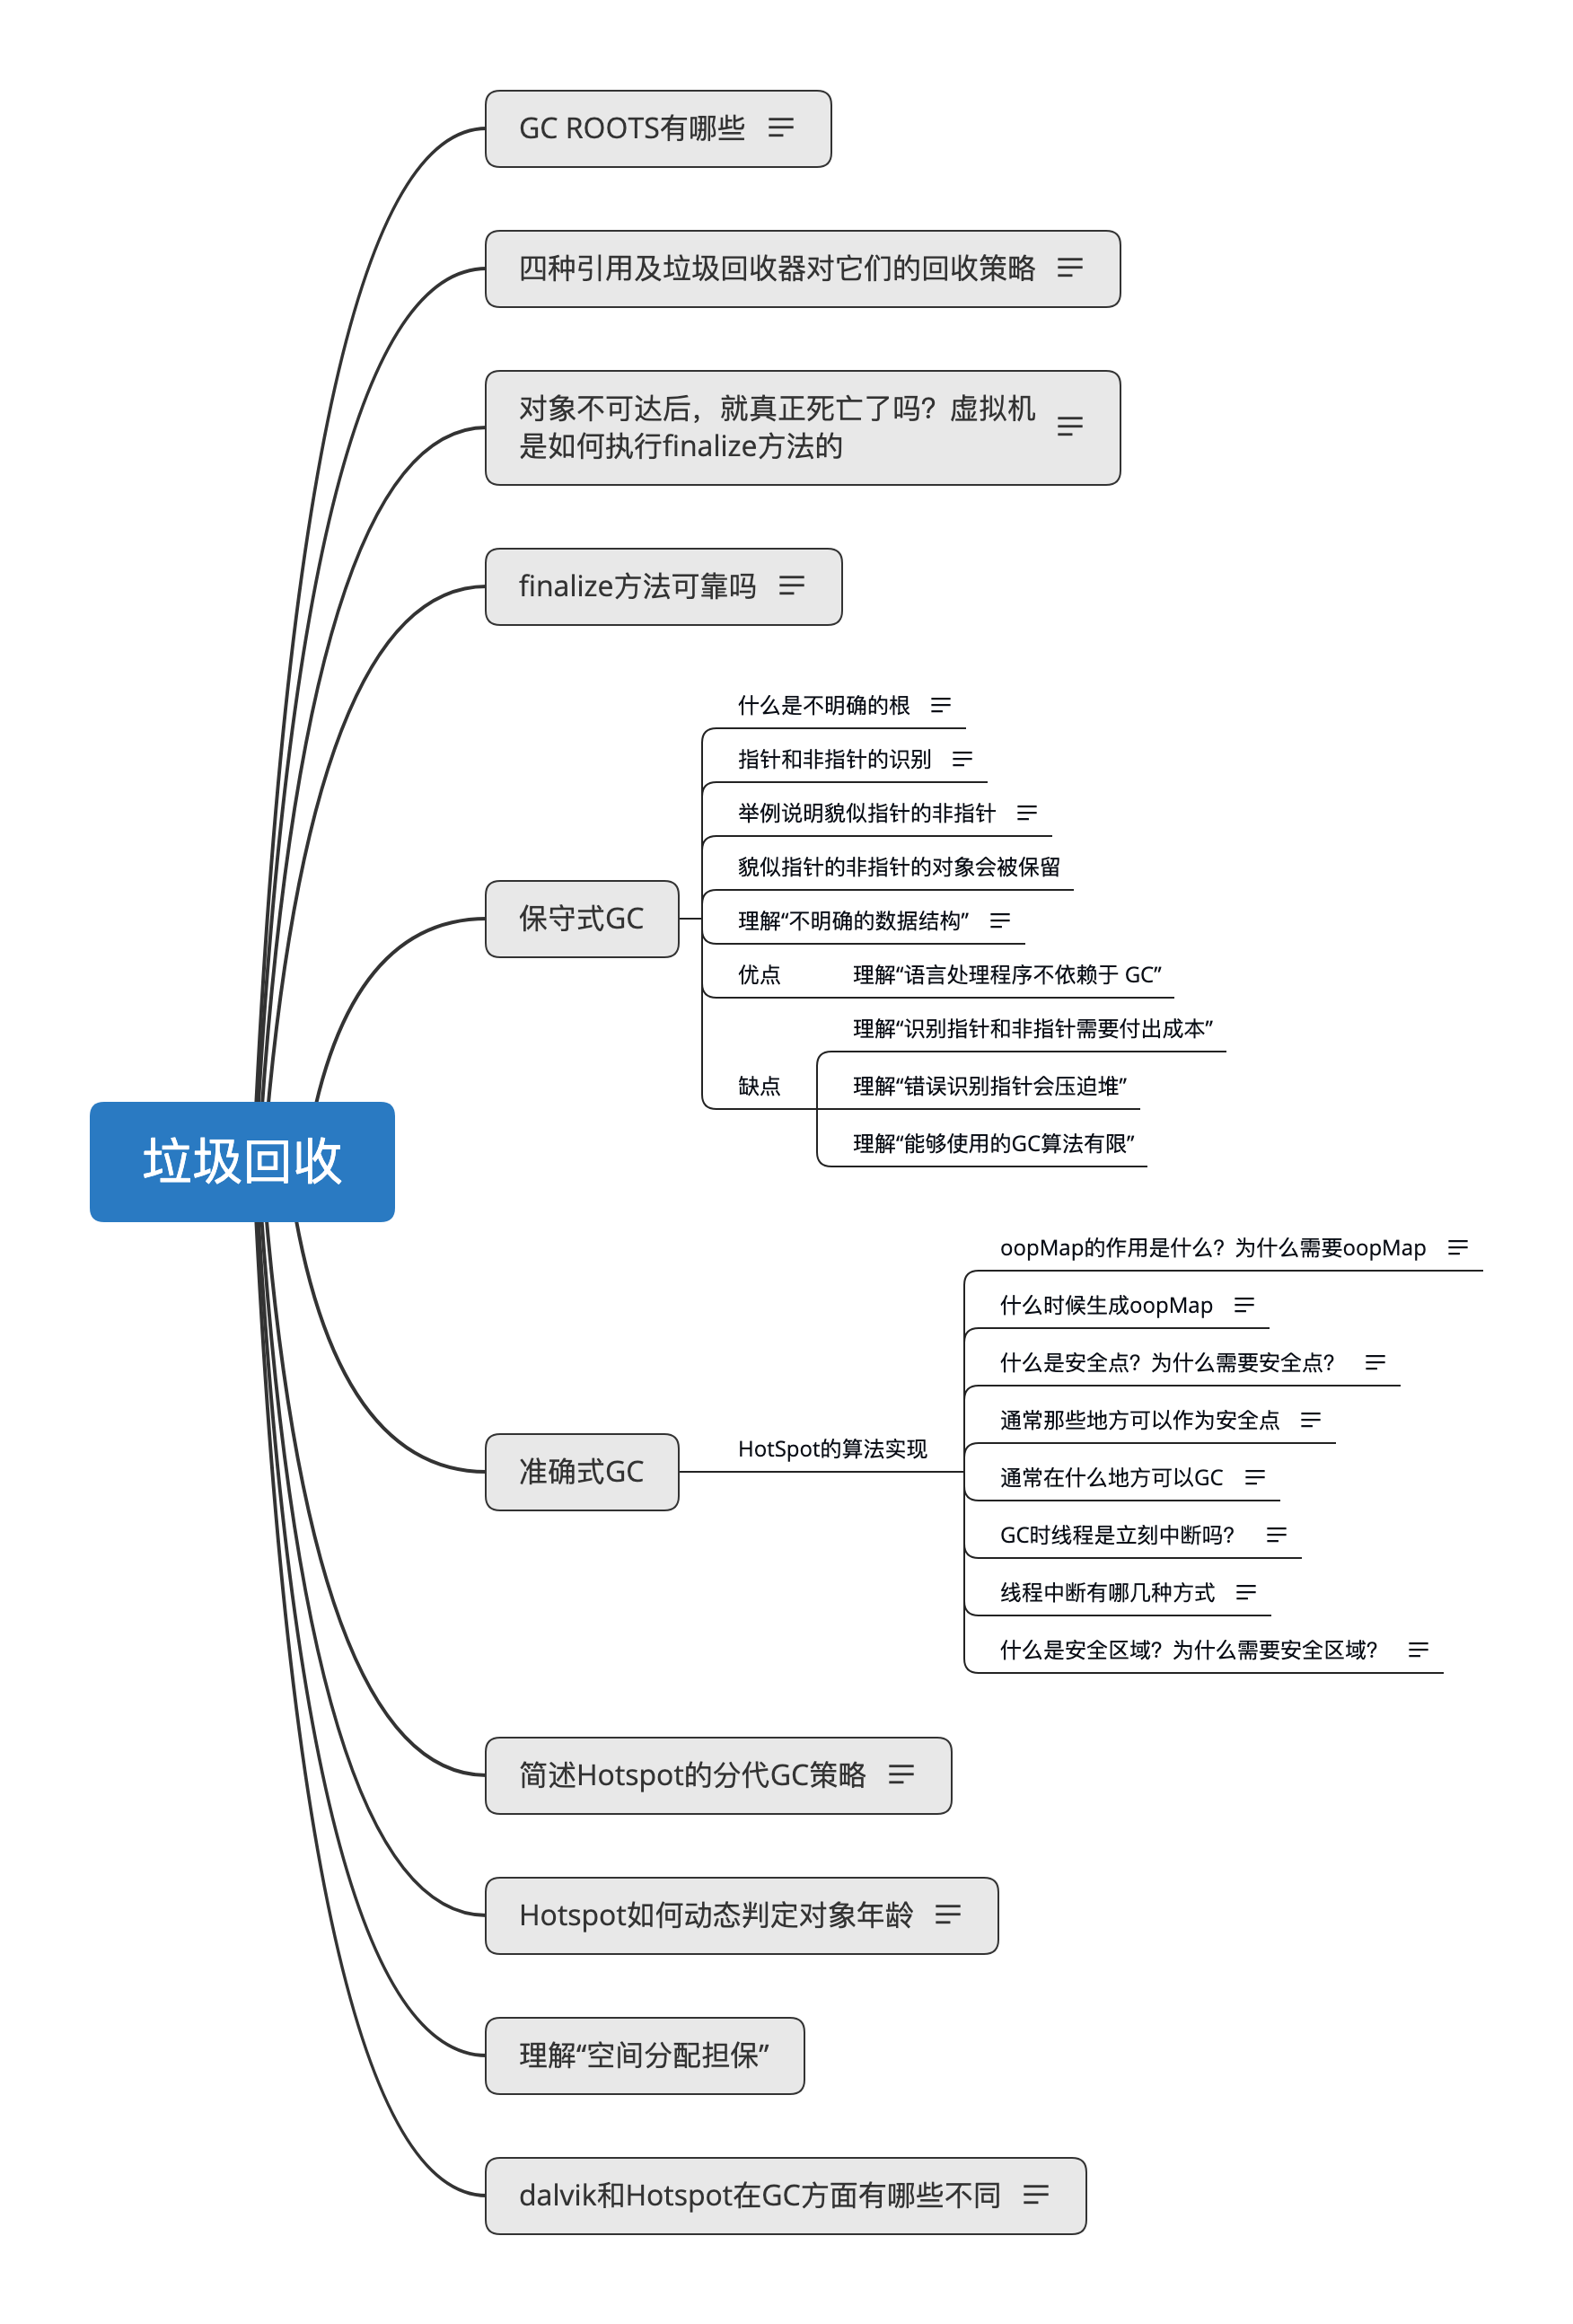 GC ROOTS有哪些
四种引用及垃圾回收器对它们的回收策略
对象不可达后，就真正死亡了吗？虚拟机
是如何执行finalize方法的
finalize方法可靠吗
什么是不明确的根
指针和非指针的识别
举例说明貌似指针的非指针
貌似指针的非指针的对象会被保留
保守式GC
理解“不明确的数据结构”
优点
理解“语言处理程序不依赖于 GC”
理解“识别指针和非指针需要付出成本”
缺点
理解“错误识别指针会压迫堆”
理解“能够使用的GC算法有限”
垃圾回收
oopMap的作用是什么？为什么需要oopMap
什么时候生成oopMap
什么是安全点？为什么需要安全点？
通常那些地方可以作为安全点
准确式GC
HotSpot的算法实现
通常在什么地方可以GC
GC时线程是立刻中断吗？
线程中断有哪几种方式
什么是安全区域？为什么需要安全区域？
简述Hotspot的分代GC策略
Hotspot如何动态判定对象年龄
理解“空间分配担保”
dalvik和Hotspot在GC方面有哪些不同